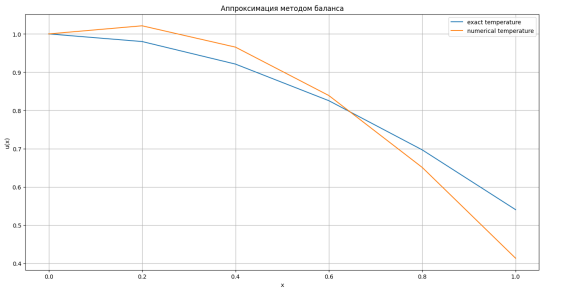 Аппроксимация методом баланса
exact temperature
numerical temperature
1.0
0.9
0.8
0.7
0.6
0.5
0.4
u(x)
0.0 0.2 0.4 0.6 0.8 1.0
x